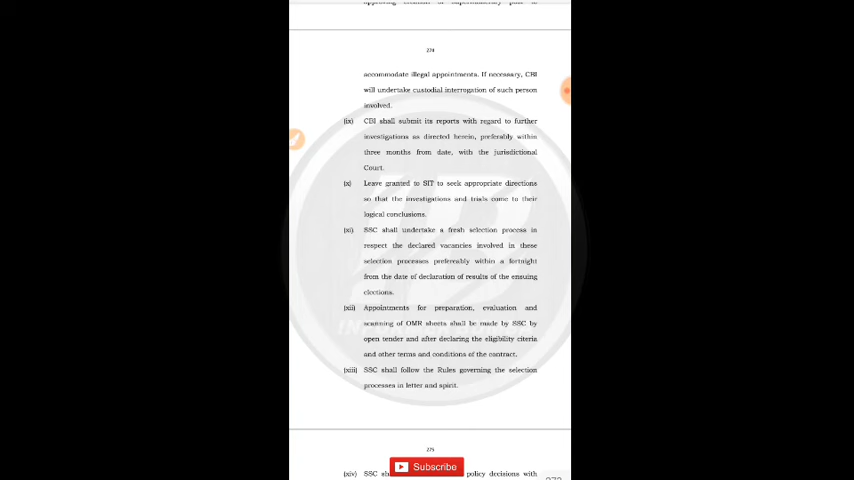 274
accommodate illegal appointments. If necessary, CBI
will undertake custodial interrogation of such person
involved.
(ix) CBI shall submit its reports with regard to further
investigations as directed herein, preferably within
three months from date, with the jurisdictional
Court.
(x) Leave granted to SIT to seek appropriate directions
so that the investigations and trials come to their
logical conclusions.
(xi) SSC shall undertake a fresh selection process in
respect the declared vacancies involved in these
selection processes preferably within a fortnight
from the date of declaration of results of the ensuing
elections.
(xii) Appointments for preparation, evaluation and
scanning of OMR sheets shall be made by SSC by
open tender and after declaring the eligibility citeria
and other terms and conditions of the contract.
(xiii) SSC shall follow the Rules governing the selection
processes in letter and spirit.
275
Subscribe
(xiv) SSC policy decisions with